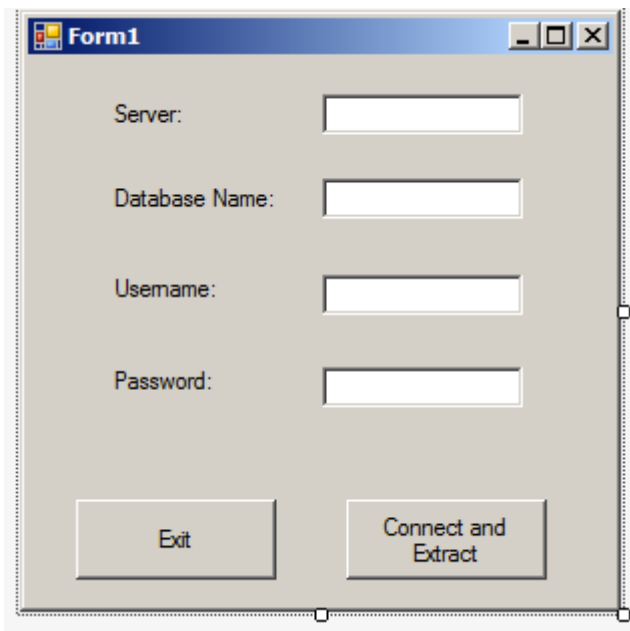 Form1
Server:
Database Name:
Username:
Password:
Exit
Connect and
Extract